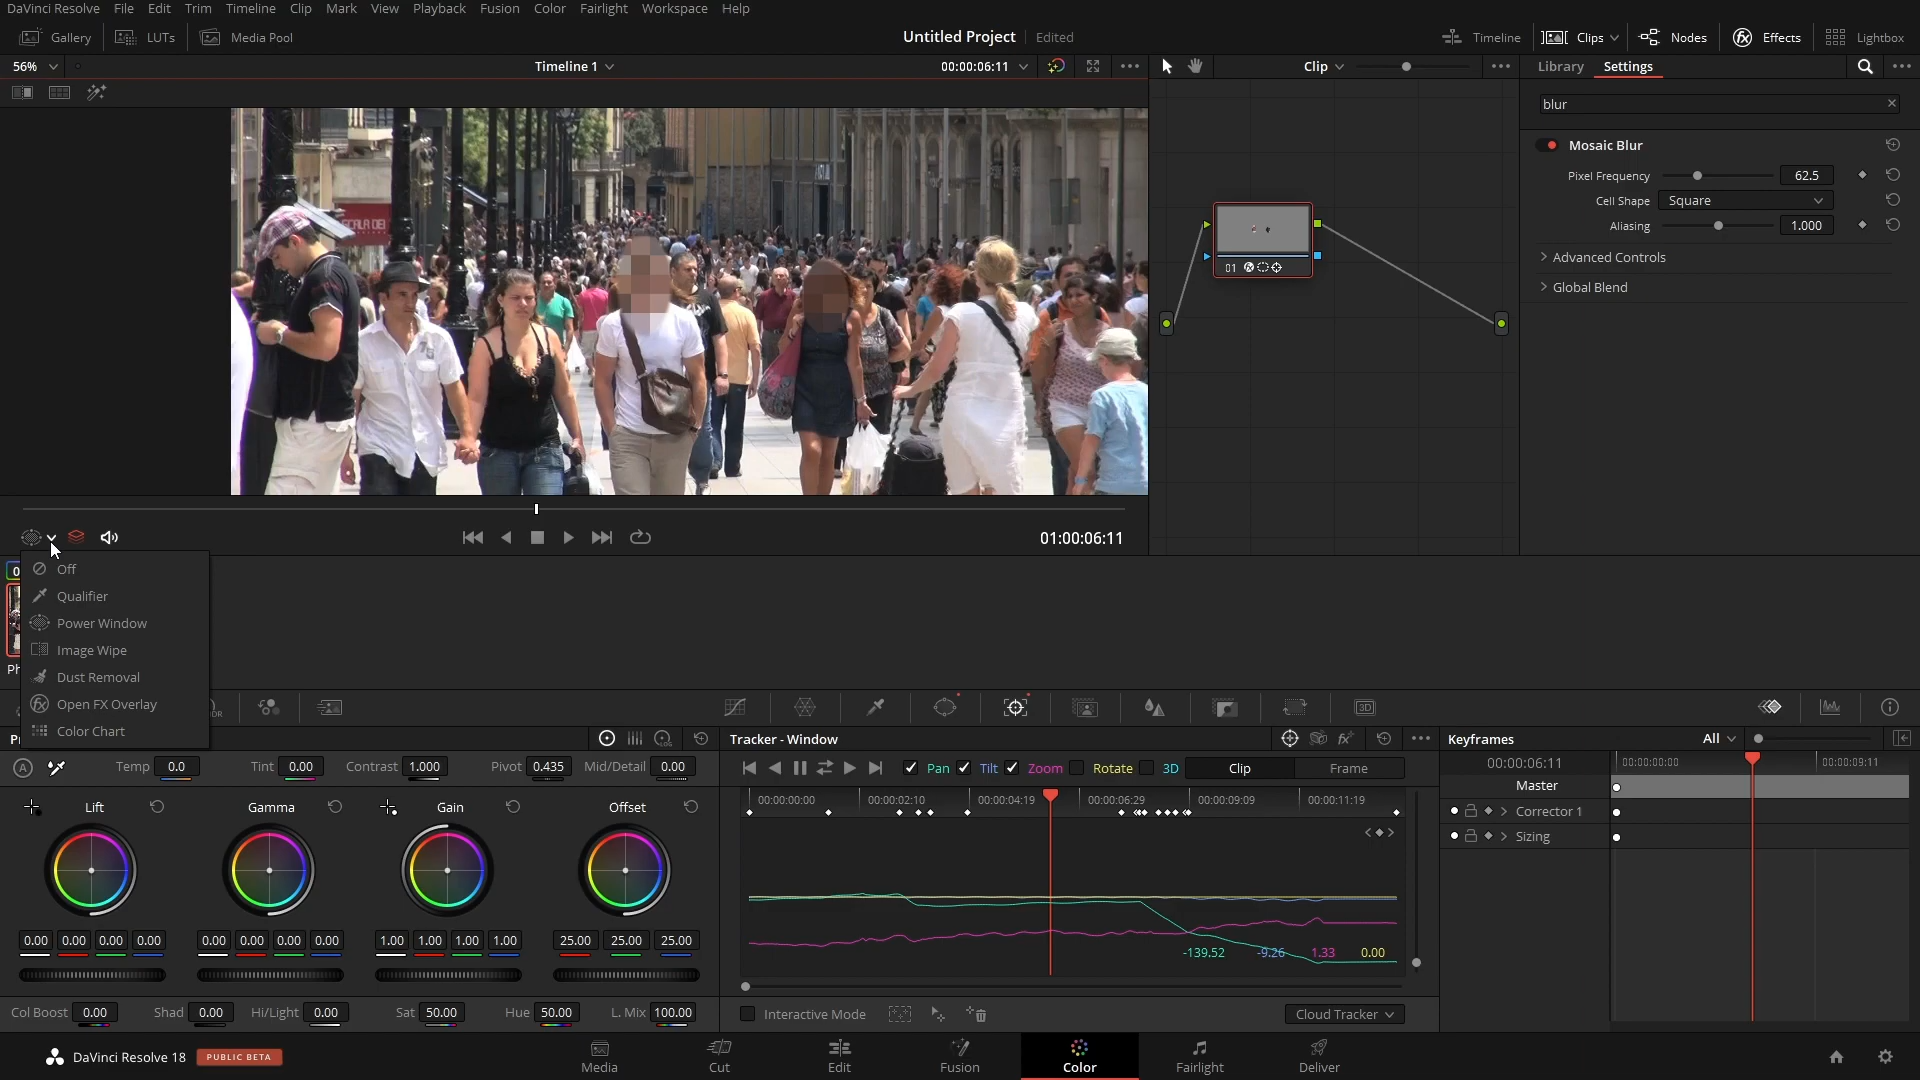 DaVinci Resolve File Edit Trim Timeline Clip Mark View Playback Fusion Color Fairlight Workspace Help
Gallery LUTs Media Pool Untitled Project Edited Timeline Clips Nodes Effects Lightbox
56% Timeline 1 00:00:06:11 Clip Library Settings
blur
Mosaic Blur
Pixel Frequency 62.5
Cell Shape Square
Aliasing 1.000
Advanced Controls
Global Blend
01
01:00:06:11
Off
Qualifier
Power Window
Image Wipe
Dust Removal
Open FX Overlay
Color Chart
3D
Tracker - Window Keyframes All
Temp 0.0 Tint 0.00 Contrast 1.000 Pivot 0.435 Mid/Detail 0.00
Pan Tilt Zoom Rotate 3D Clip Frame
00:00:06:11 00:00:00:00 00:00:09:11
Master
Corrector 1
Sizing
Lift Gamma Gain Offset
00:00:00:00 00:00:02:10 00:00:04:19 00:00:06:29 00:00:09:09 00:00:11:19
0.00 0.00 0.00 0.00 0.00 0.00 0.00 0.00 1.00 1.00 1.00 1.00 25.00 25.00 25.00
-139.52 -9.26 1.33 0.00
Col Boost 0.00 Shad 0.00 Hi/Light 0.00 Sat 50.00 Hue 50.00 L. Mix 100.00
Interactive Mode Cloud Tracker
DaVinci Resolve 18 PUBLIC BETA
Media Cut Edit Fusion Color Fairlight Deliver